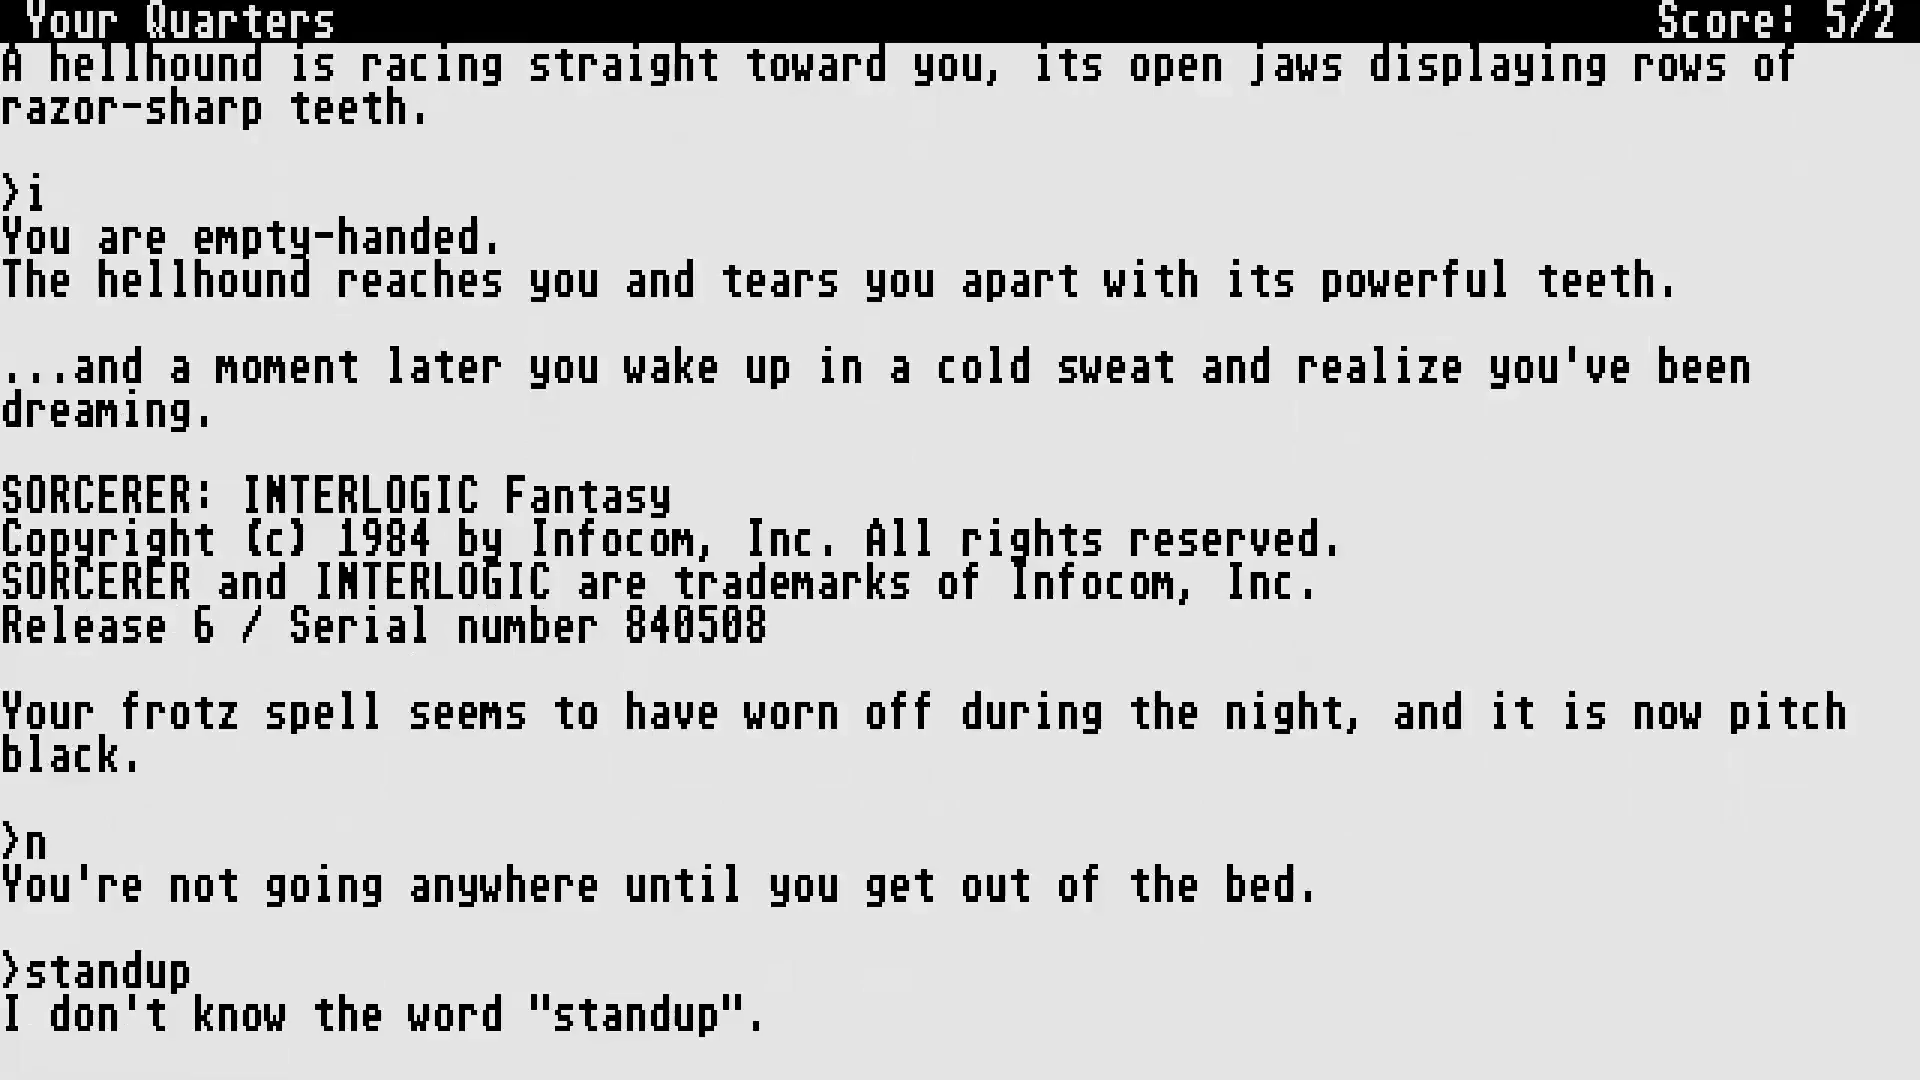 Your Quarters Score: 5/2
A hellhound is racing straight toward you, its open jaws displaying rows of
razor-sharp teeth.
>i
You are empty-handed.
The hellhound reaches you and tears you apart with its powerful teeth.
...and a moment later you wake up in a cold sweat and realize you've been
dreaming.
SORCERER: INTERLOGIC Fantasy
Copyright (c) 1984 by Infocom, Inc. All rights reserved.
SORCERER and INTERLOGIC are trademarks of Infocom, Inc.
Release 6 / Serial number 840508
Your frotz spell seems to have worn off during the night, and it is now pitch
black.
>n
You're not going anywhere until you get out of the bed.
>standup
I don't know the word "standup".